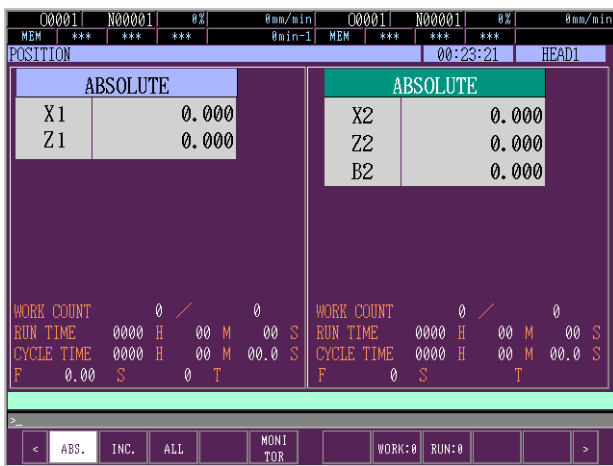 O0001 N00001 0% 0mm/min O0001 N00001 0% 0mm/min
MEM *** *** *** 0min-1 MEM *** *** ***
POSITION 00:23:21 HEAD1
ABSOLUTE ABSOLUTE
X1 0.000 X2 0.000
Z1 0.000 Z2 0.000
B2 0.000
WORK COUNT 0 / 0 WORK COUNT 0 / 0
RUN TIME 0000 H 00 M 00 S RUN TIME 0000 H 00 M 00 S
CYCLE TIME 0000 H 00 M 00.0 S CYCLE TIME 0000 H 00 M 00.0 S
F 0.00 S 0 T F 0 S T
>_
< ABS. INC. ALL MONI WORK:0 RUN:0 >
TOR